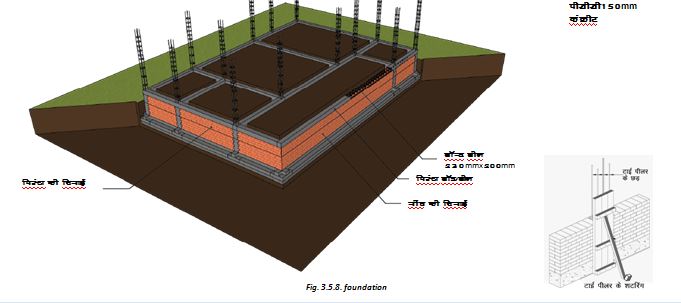 पीसीसी150mm
कंक्रीट
बॉन्ड बीम
230mmx200mm
प्लिंथ की चिनाई
प्लिंथ बॉंडबीम
नींव की चिनाई
टाई पीलर
के छड़
टाई पीलर के शटरिंग
Fig. 3.5.8. foundation